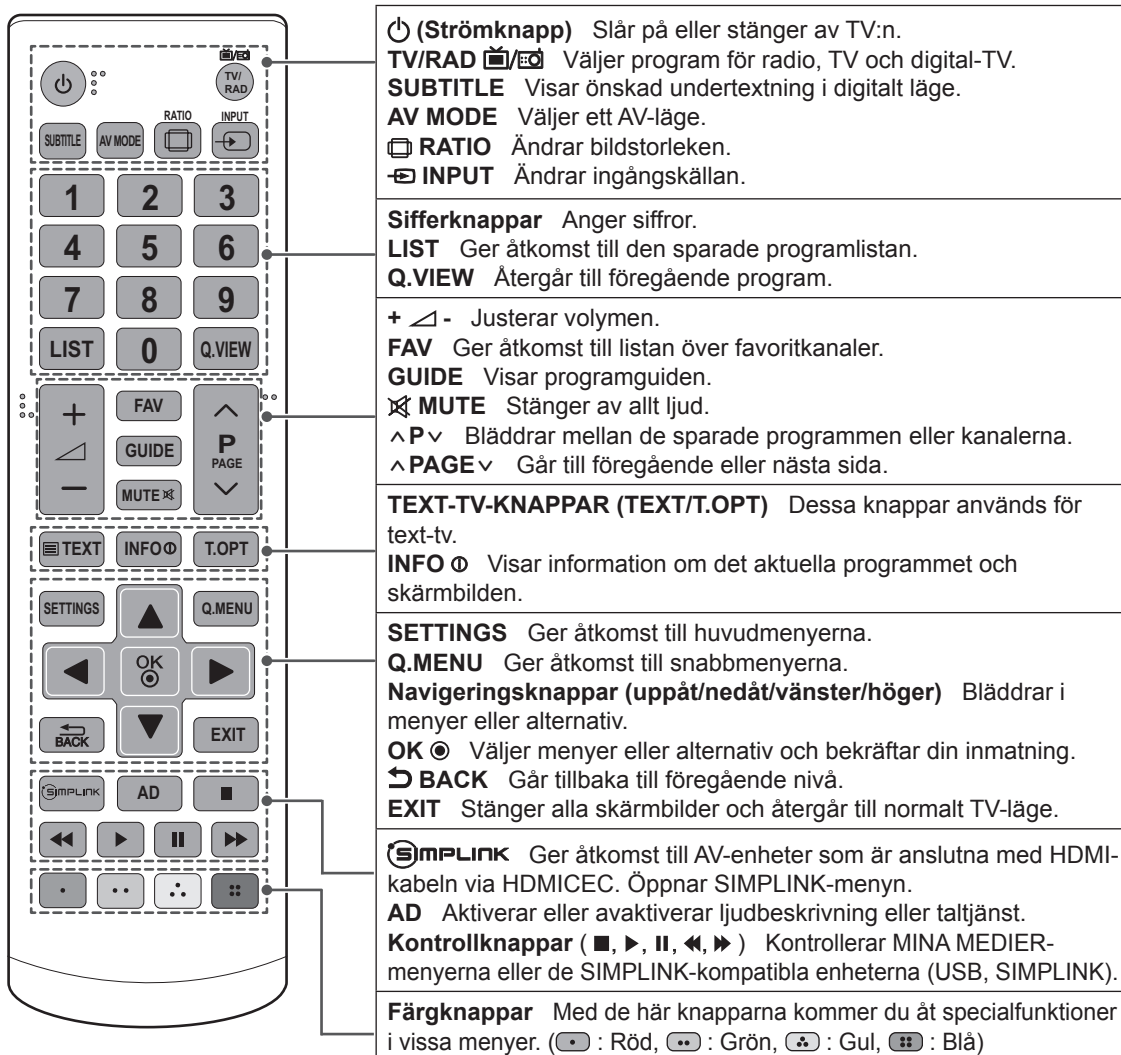 TV/
RAD
RATIO INPUT
SUBTITLE AV MODE
1 2 3
4 5 6
7 8 9
LIST 0 Q.VIEW
+ FAV
P
GUIDE
PAGE
MUTE
TEXT INFO T.OPT
SETTINGS Q.MENU
OK
BACK EXIT
SIMPLINK AD
(Strömknapp) Slår på eller stänger av TV:n.
TV/RAD / Väljer program för radio, TV och digital-TV.
SUBTITLE Visar önskad undertextning i digitalt läge.
AV MODE Väljer ett AV-läge.
RATIO Ändrar bildstorleken.
INPUT Ändrar ingångskällan.
Sifferknappar Anger siffror.
LIST Ger åtkomst till den sparade programlistan.
Q.VIEW Återgår till föregående program.
+ - Justerar volymen.
FAV Ger åtkomst till listan över favoritkanaler.
GUIDE Visar programguiden.
MUTE Stänger av allt ljud.
P Bläddrar mellan de sparade programmen eller kanalerna.
PAGE Går till föregående eller nästa sida.
TEXT-TV-KNAPPAR (TEXT/T.OPT) Dessa knappar används för
text-tv.
INFO Visar information om det aktuella programmet och
skärmbilden.
SETTINGS Ger åtkomst till huvudmenyerna.
Q.MENU Ger åtkomst till snabbmenyerna.
Navigeringsknappar (uppåt/nedåt/vänster/höger) Bläddrar i
menyer eller alternativ.
OK Väljer menyer eller alternativ och bekräftar din inmatning.
BACK Går tillbaka till föregående nivå.
EXIT Stänger alla skärmbilder och återgår till normalt TV-läge.
SIMPLINK Ger åtkomst till AV-enheter som är anslutna med HDMI-
kabeln via HDMICEC. Öppnar SIMPLINK-menyn.
AD Aktiverar eller avaktiverar ljudbeskrivning eller taltjänst.
Kontrollknappar ( ■, ▶, II, ◀◀, ▶▶ ) Kontrollerar MINA MEDIER-
menyerna eller de SIMPLINK-kompatibla enheterna (USB, SIMPLINK).
Färgknappar Med de här knapparna kommer du åt specialfunktioner
i vissa menyer. ( : Röd, : Grön, : Gul, : Blå)